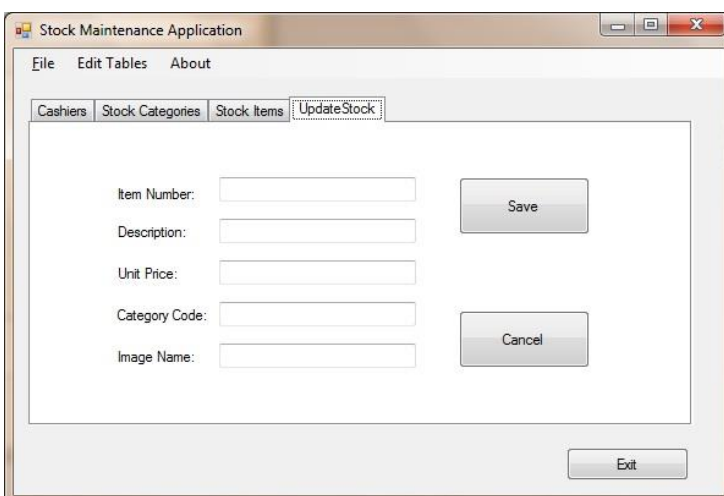 Stock Maintenance Application
File Edit Tables About
Cashiers Stock Categories Stock Items UpdateStock
Item Number:
Save
Description:
Unit Price:
Category Code:
Cancel
Image Name:
Exit